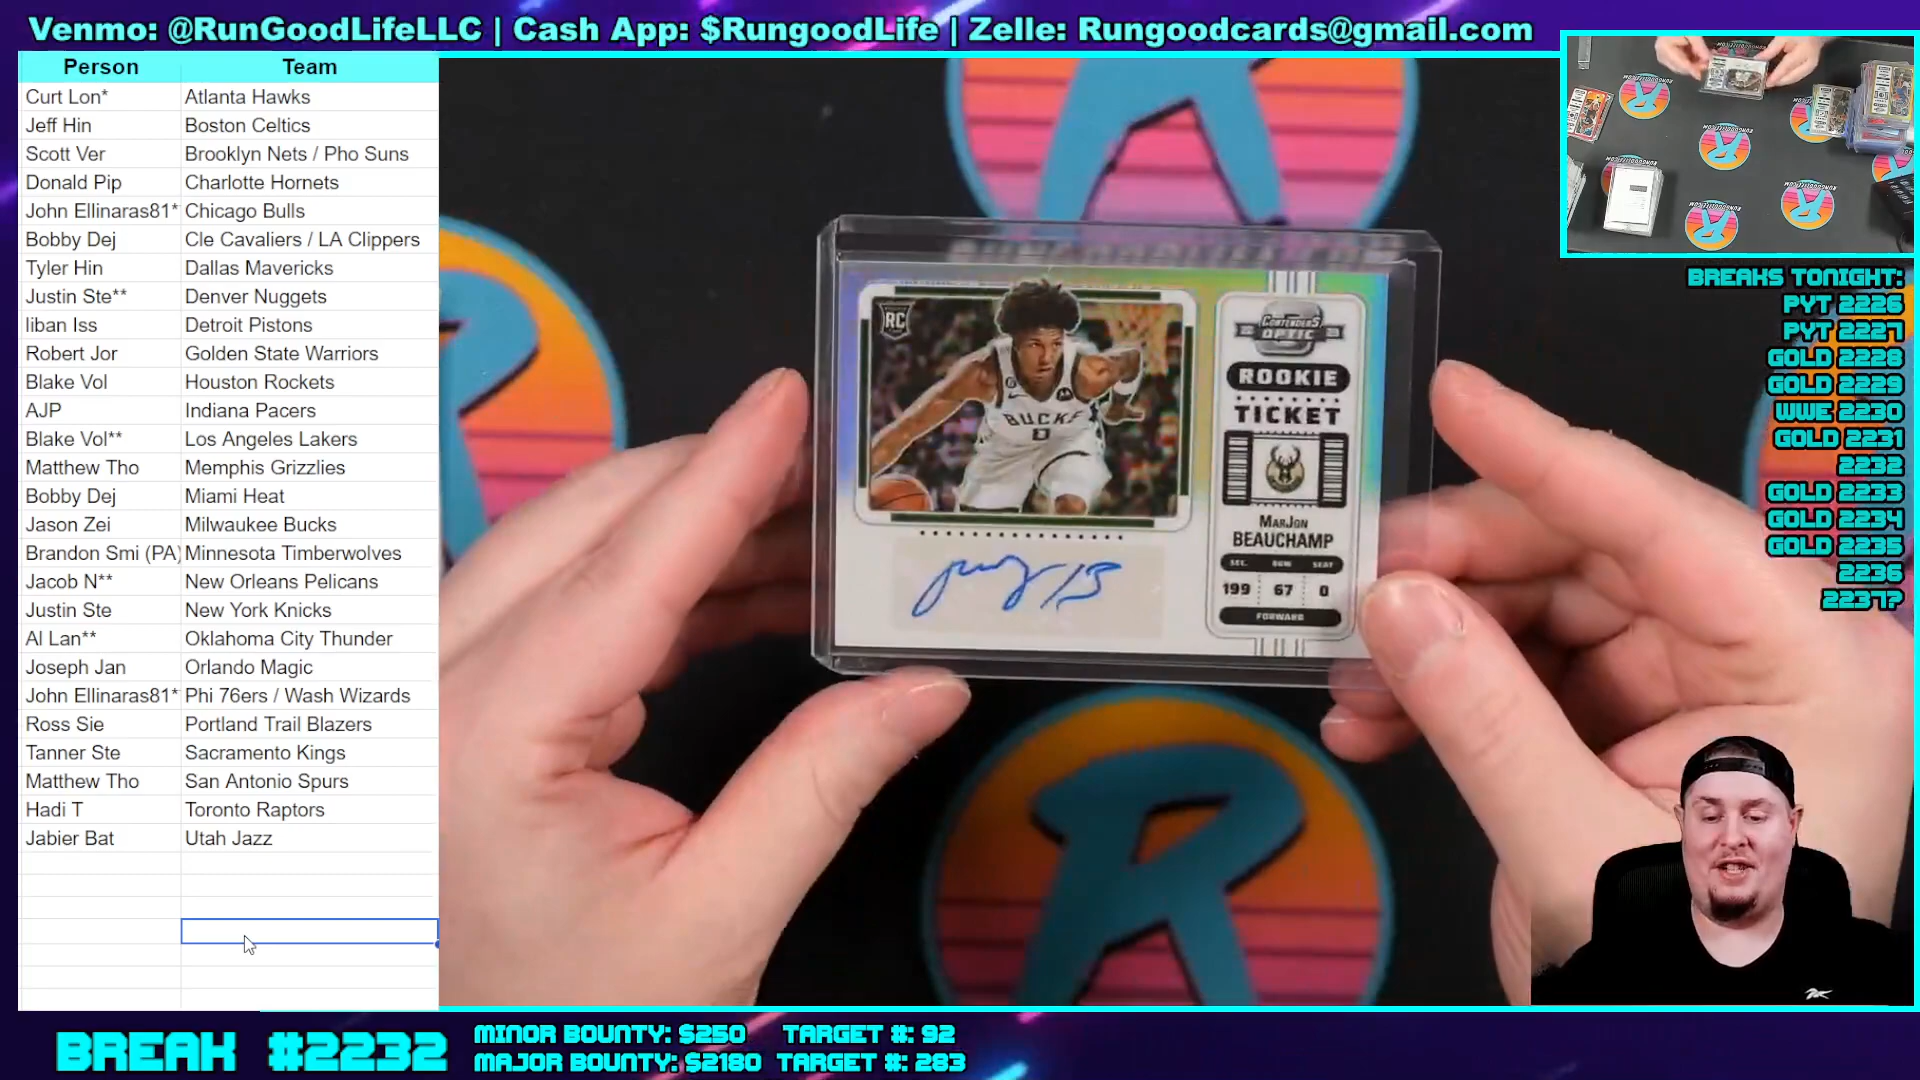 Venmo: @RunGoodLifeLLC | Cash App: $RungoodLife | Zelle: Rungoodcards@gmail.com
Person Team
Curt Lon* Atlanta Hawks
Jeff Hin Boston Celtics
Scott Ver Brooklyn Nets / Pho Suns
Donald Pip Charlotte Hornets
John Ellinaras81* Chicago Bulls
Bobby Dej Cle Cavaliers / LA Clippers
Tyler Hin Dallas Mavericks
Justin Ste** Denver Nuggets
liban Iss Detroit Pistons
Robert Jor Golden State Warriors
Blake Vol Houston Rockets
AJP Indiana Pacers
Blake Vol** Los Angeles Lakers
Matthew Tho Memphis Grizzlies
Bobby Dej Miami Heat
Jason Zei Milwaukee Bucks
Brandon Smi (PA) Minnesota Timberwolves
Jacob N** New Orleans Pelicans
Justin Ste New York Knicks
Al Lan** Oklahoma City Thunder
Joseph Jan Orlando Magic
John Ellinaras81* Phi 76ers / Wash Wizards
Ross Sie Portland Trail Blazers
Tanner Ste Sacramento Kings
Matthew Tho San Antonio Spurs
Hadi T Toronto Raptors
Jabier Bat Utah Jazz
RC
BUCKS
0
CONTENDERS
OPTIC
ROOKIE
TICKET
MARJON
BEAUCHAMP
SEC. ROW SEAT
199 67 0
FORWARD
BREAKS TONIGHT:
PYT 2226
PYT 2227
GOLD 2228
GOLD 2229
WWE 2230
GOLD 2231
2232
GOLD 2233
GOLD 2234
GOLD 2235
2236
2237?
BREAK #2232
MINOR BOUNTY: $250 TARGET #: 92
MAJOR BOUNTY: $2180 TARGET #: 283